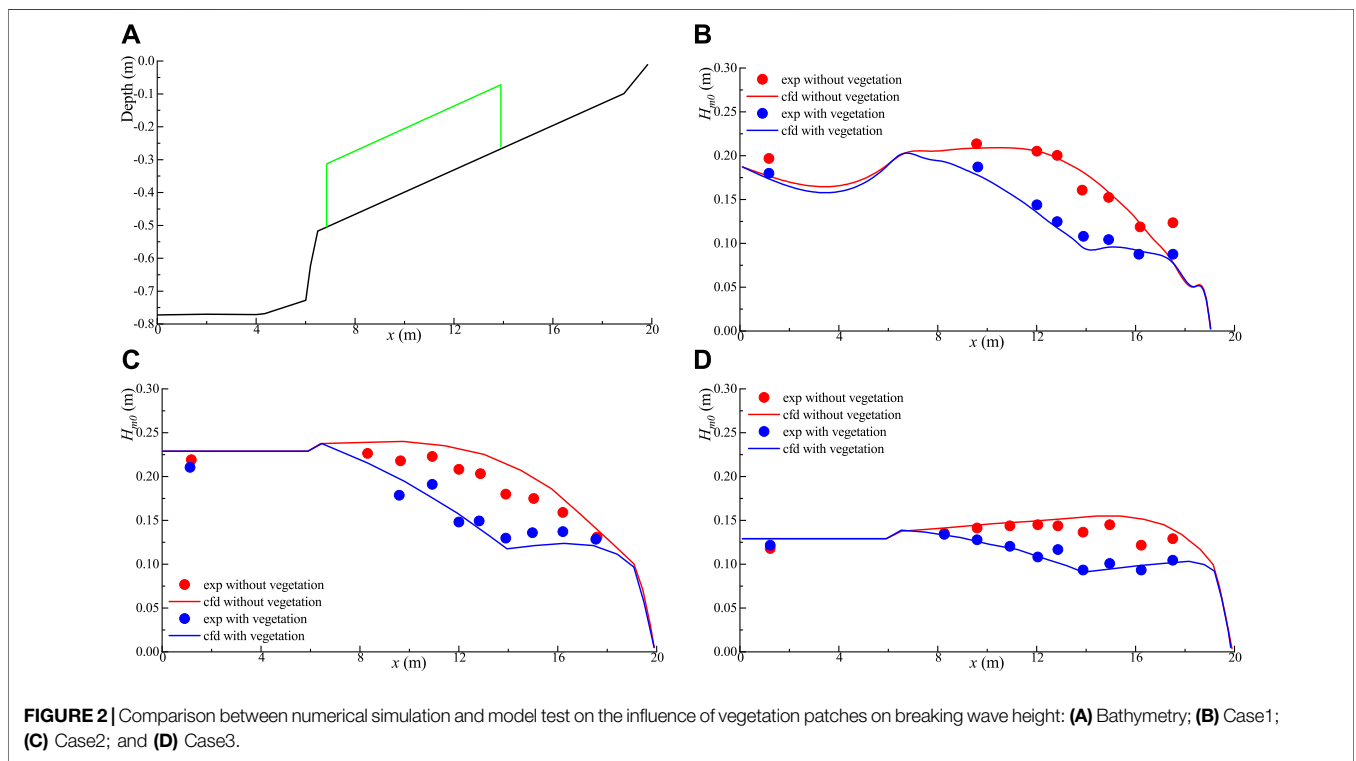 A
Depth (m)
0.0
-0.1
-0.2
-0.3
-0.4
-0.5
-0.6
-0.7
-0.8
0
4
8
12
16
20
x (m)
B
Hm0 (m)
0.30
0.25
0.20
0.15
0.10
0.05
0.00
exp without vegetation
cfd without vegetation
exp with vegetation
cfd with vegetation
0
4
8
12
16
20
x (m)
C
Hm0 (m)
0.30
0.25
0.20
0.15
0.10
0.05
0.00
exp without vegetation
cfd without vegetation
exp with vegetation
cfd with vegetation
0
4
8
12
16
20
x (m)
D
Hm0 (m)
0.30
0.25
0.20
0.15
0.10
0.05
0.00
exp without vegetation
cfd without vegetation
exp with vegetation
cfd with vegetation
0
4
8
12
16
20
x (m)
FIGURE 2 | Comparison between numerical simulation and model test on the influence of vegetation patches on breaking wave height: (A) Bathymetry; (B) Case1;
(C) Case2; and (D) Case3.